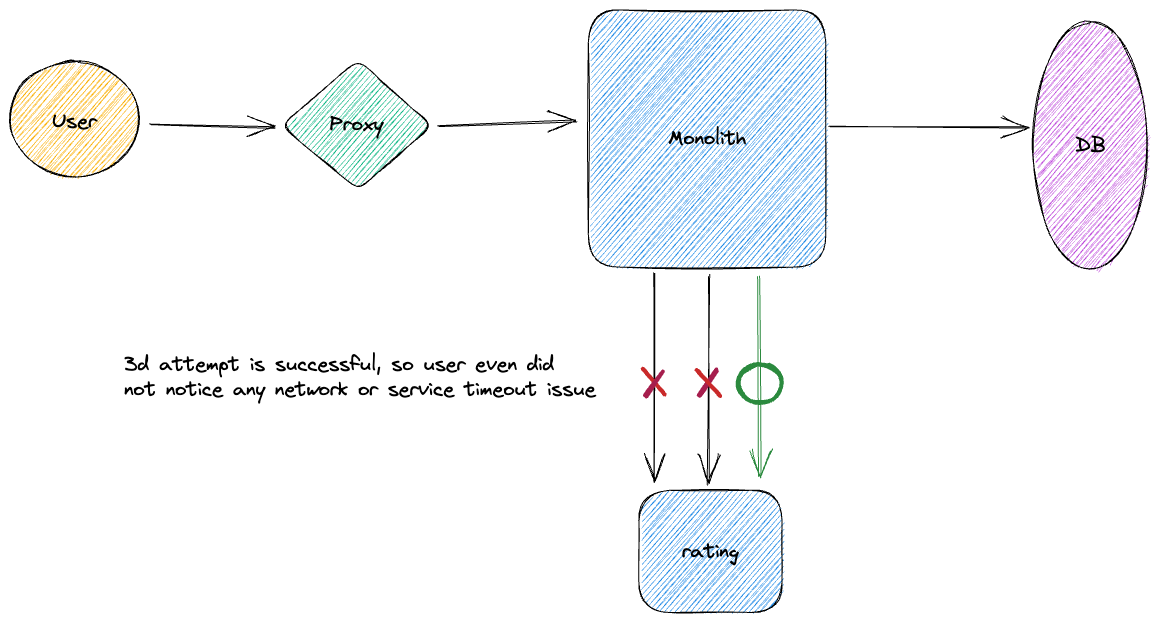 User
Proxy
Monolith
DB
3d attempt is successful, so user even did
not notice any network or service timeout issue
rating